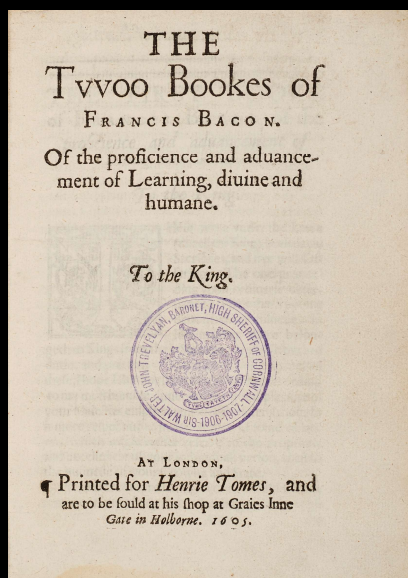 THE
Tvvoo Bookes of
FRANCIS BACON.
Of the proficience and aduance-
ment of Learning, diuine and
humane.
To the King.
SIR WALTER JOHN TREVELYAN, BARONET, HIGH SHERIFF OF CORNWALL 1906-1907
AT LONDON,
¶ Printed for Henrie Tomes, and
are to be ſould at his ſhop at Graies Inne
Gate in Holborne. 1605.